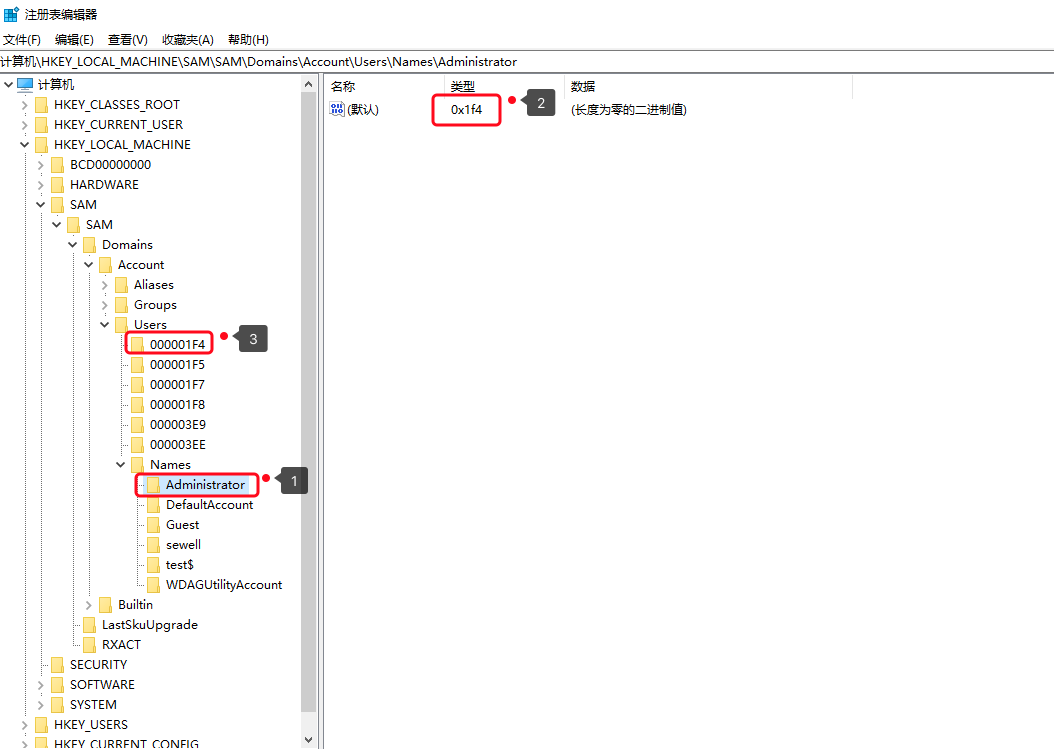 注册表编辑器
文件(F) 编辑(E) 查看(V) 收藏夹(A) 帮助(H)
计算机\HKEY_LOCAL_MACHINE\SAM\SAM\Domains\Account\Users\Names\Administrator
计算机
HKEY_CLASSES_ROOT
HKEY_CURRENT_USER
HKEY_LOCAL_MACHINE
BCD00000000
HARDWARE
SAM
SAM
Domains
Account
Aliases
Groups
Users
000001F4 3
000001F5
000001F7
000001F8
000003E9
000003EE
Names
Administrator 1
DefaultAccount
Guest
sewell
test$
WDAGUtilityAccount
Builtin
LastSkuUpgrade
RXACT
SECURITY
SOFTWARE
SYSTEM
HKEY_USERS
HKEY_CURRENT_CONFIG
名称 类型 数据
(默认) 0x1f4 2 (长度为零的二进制值)